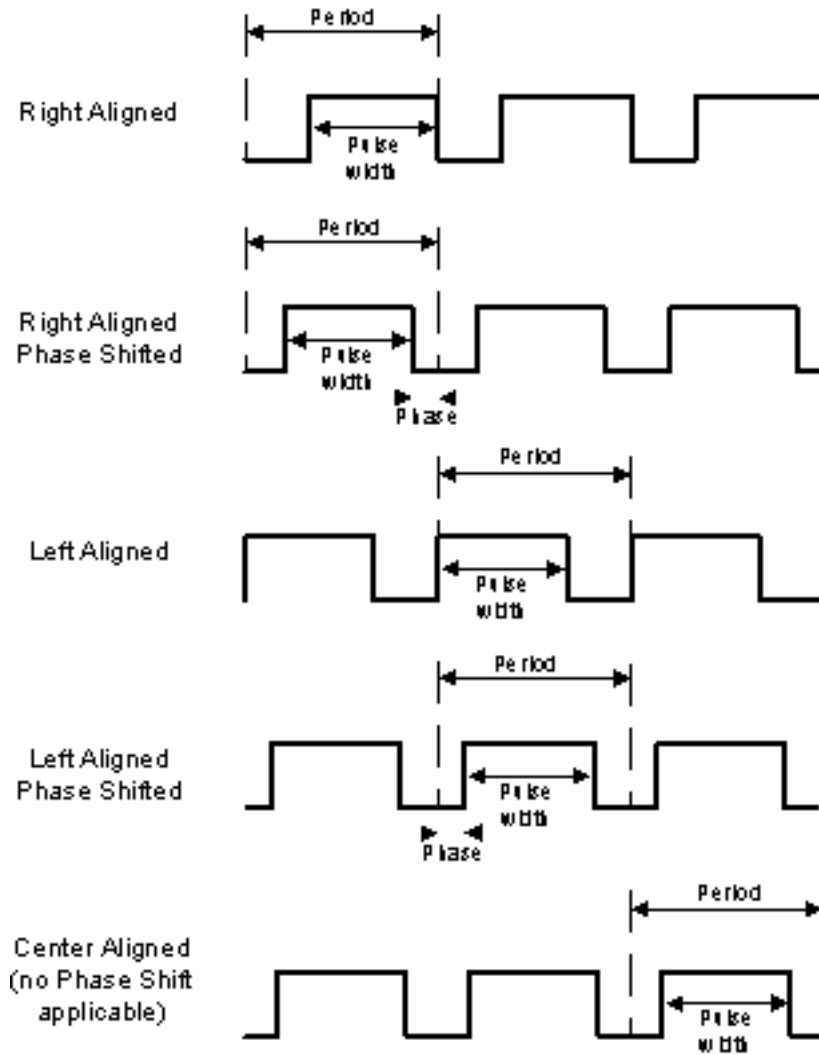 Period
Right Aligned
Pulse
width
Period
Right Aligned
Phase Shifted
Pulse
width
Phase
Period
Left Aligned
Pulse
width
Period
Left Aligned
Phase Shifted
Pulse
width
Phase
Period
Center Aligned
(no Phase Shift
applicable)
Pulse
width